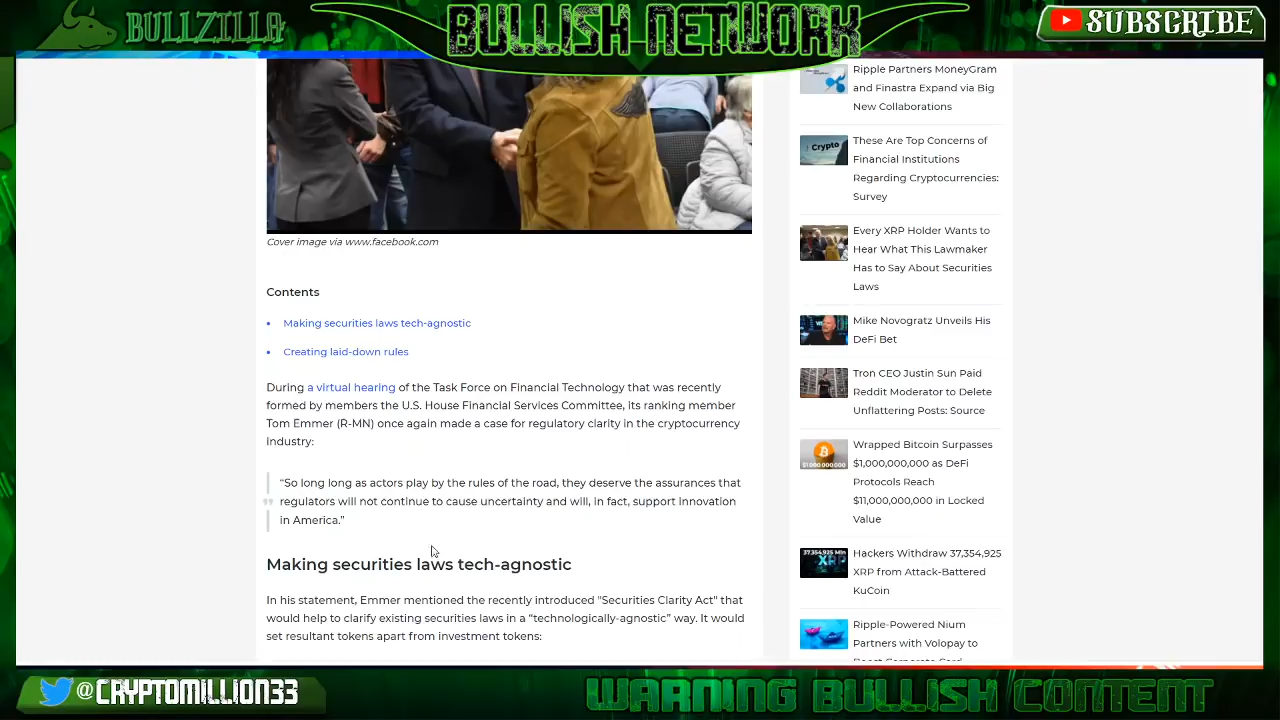 BULLZILLA
BULLISH NETWORK
SUBSCRIBE
Cover image via www.facebook.com
Contents
• Making securities laws tech-agnostic
• Creating laid-down rules
During a virtual hearing of the Task Force on Financial Technology that was recently
formed by members the U.S. House Financial Services Committee, its ranking member
Tom Emmer (R-MN) once again made a case for regulatory clarity in the cryptocurrency
industry:
“So long long as actors play by the rules of the road, they deserve the assurances that
regulators will not continue to cause uncertainty and will, in fact, support innovation
in America.”
Making securities laws tech-agnostic
In his statement, Emmer mentioned the recently introduced "Securities Clarity Act" that
would help to clarify existing securities laws in a “technologically-agnostic” way. It would
set resultant tokens apart from investment tokens:
Ripple Partners MoneyGram
and Finastra Expand via Big
New Collaborations
Crypto
These Are Top Concerns of
Financial Institutions
Regarding Cryptocurrencies:
Survey
Every XRP Holder Wants to
Hear What This Lawmaker
Has to Say About Securities
Laws
Mike Novogratz Unveils His
DeFi Bet
Tron CEO Justin Sun Paid
Reddit Moderator to Delete
Unflattering Posts: Source
$1,000,000,000
Wrapped Bitcoin Surpasses
$1,000,000,000 as DeFi
Protocols Reach
$11,000,000,000 in Locked
Value
37,354,925 Mln
XRP
Hackers Withdraw 37,354,925
XRP from Attack-Battered
KuCoin
Ripple-Powered Nium
Partners with Volopay to
@CRYPTOMILLION33
WARNING BULLISH CONTENT